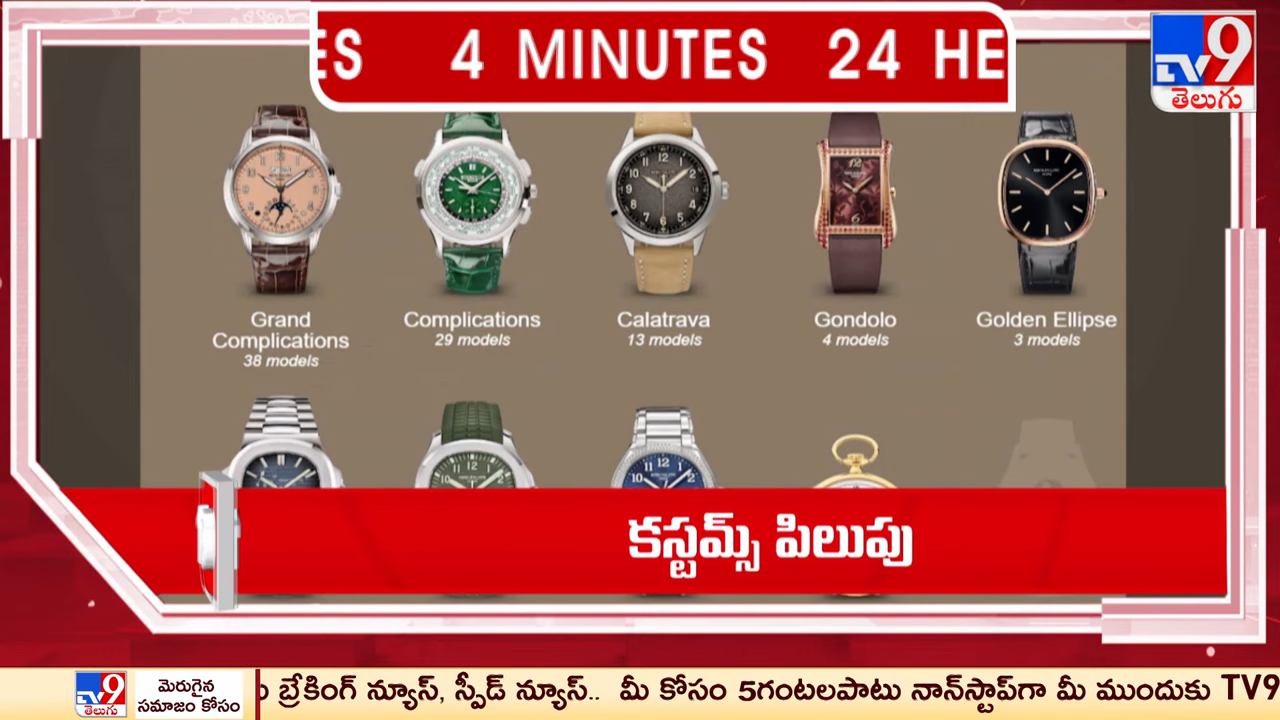 ES 4 MINUTES 24 HE
TV9
తెలుగు
Grand
Complications
38 models
Complications
29 models
Calatrava
13 models
Gondolo
4 models
Golden Ellipse
3 models
కస్టమ్స్ పిలుపు
TV9
తెలుగు
మెరుగైన
సమాజం కోసం
బ్రేకింగ్ న్యూస్, స్పీడ్ న్యూస్.. మీ కోసం 5గంటలపాటు నాన్‌స్టాప్‌గా మీ ముందుకు TV9